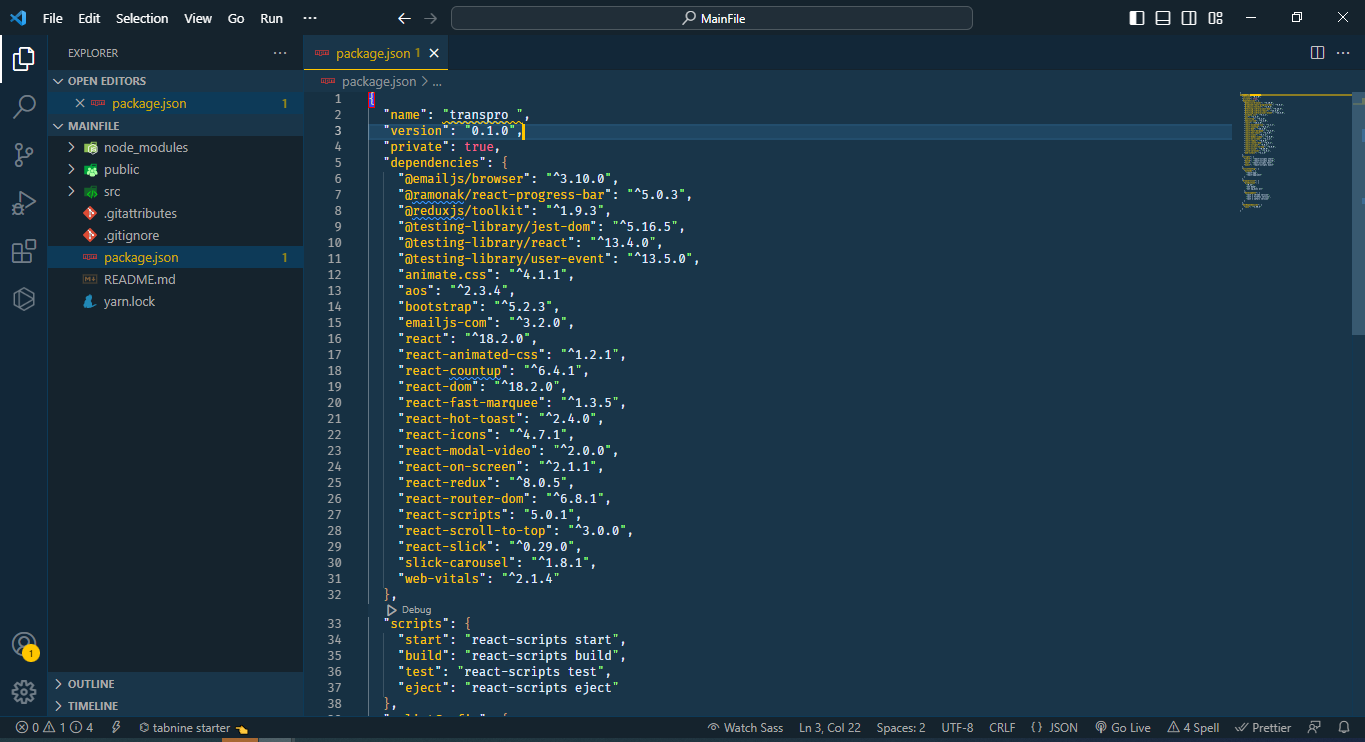 File Edit Selection View Go Run ···
MainFile
EXPLORER
OPEN EDITORS
package.json 1
MAINFILE
node_modules
public
src
.gitattributes
.gitignore
package.json 1
README.md
yarn.lock
OUTLINE
TIMELINE
package.json 1
package.json > ...
1 {
2 "name": "transpro ",
3 "version": "0.1.0",
4 "private": true,
5 "dependencies": {
6 "@emailjs/browser": "^3.10.0",
7 "@ramonak/react-progress-bar": "^5.0.3",
8 "@reduxjs/toolkit": "^1.9.3",
9 "@testing-library/jest-dom": "^5.16.5",
10 "@testing-library/react": "^13.4.0",
11 "@testing-library/user-event": "^13.5.0",
12 "animate.css": "^4.1.1",
13 "aos": "^2.3.4",
14 "bootstrap": "^5.2.3",
15 "emailjs-com": "^3.2.0",
16 "react": "^18.2.0",
17 "react-animated-css": "^1.2.1",
18 "react-countup": "^6.4.1",
19 "react-dom": "^18.2.0",
20 "react-fast-marquee": "^1.3.5",
21 "react-hot-toast": "^2.4.0",
22 "react-icons": "^4.7.1",
23 "react-modal-video": "^2.0.0",
24 "react-on-screen": "^2.1.1",
25 "react-redux": "^8.0.5",
26 "react-router-dom": "^6.8.1",
27 "react-scripts": "5.0.1",
28 "react-scroll-to-top": "^3.0.0",
29 "react-slick": "^0.29.0",
30 "slick-carousel": "^1.8.1",
31 "web-vitals": "^2.1.4"
32 },
Debug
33 "scripts": {
34 "start": "react-scripts start",
35 "build": "react-scripts build",
36 "test": "react-scripts test",
37 "eject": "react-scripts eject"
38 },
1
0 1 4 tabnine starter Watch Sass Ln 3, Col 22 Spaces: 2 UTF-8 CRLF {} JSON Go Live 4 Spell Prettier